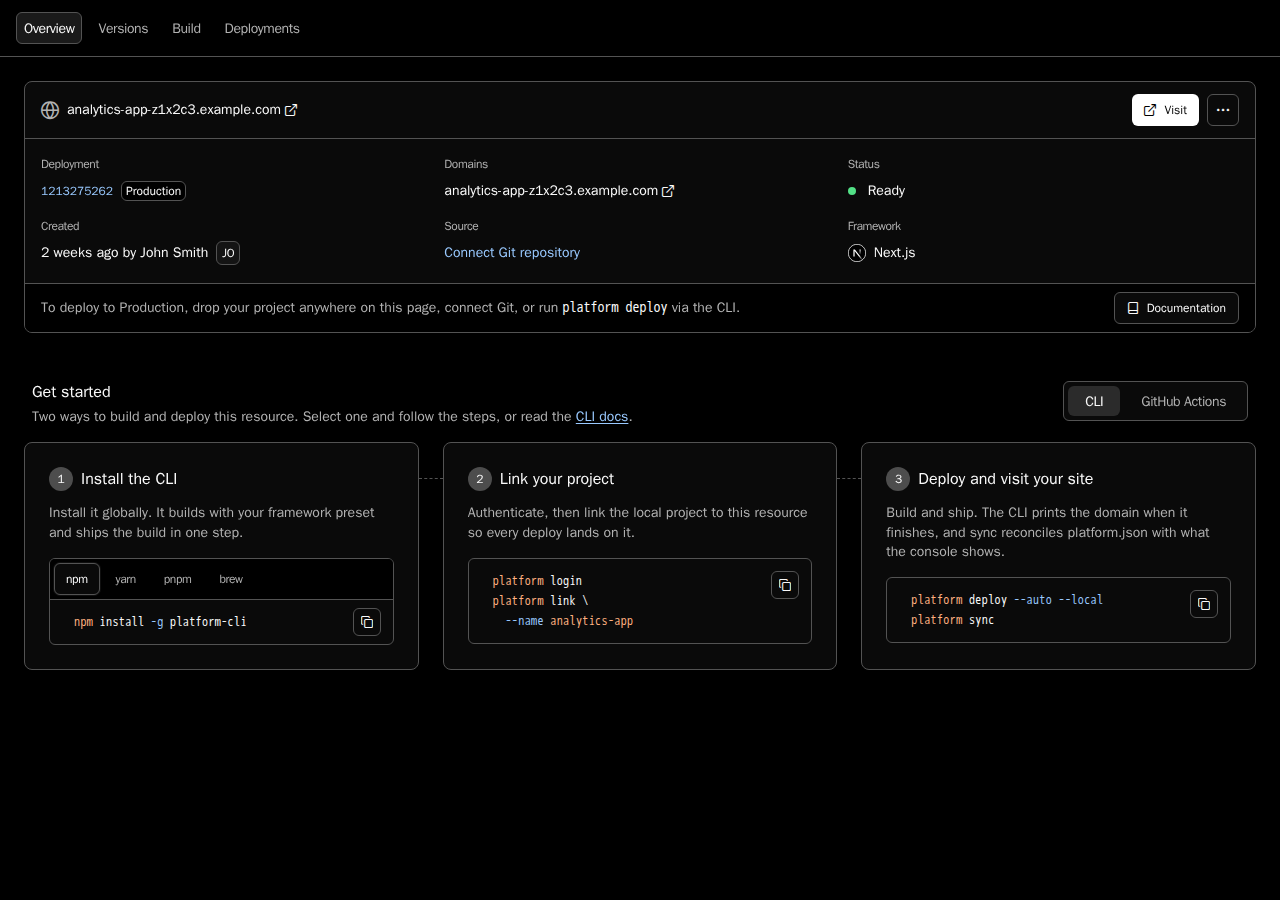 Overview Versions Build Deployments
analytics-app-z1x2c3.example.com Visit
Deployment Domains Status
1213275262 Production analytics-app-z1x2c3.example.com Ready
Created Source Framework
2 weeks ago by John Smith JO Connect Git repository N Next.js
To deploy to Production, drop your project anywhere on this page, connect Git, or run platform deploy via the CLI. Documentation
Get started
Two ways to build and deploy this resource. Select one and follow the steps, or read the CLI docs.
CLI GitHub Actions
1 Install the CLI
Install it globally. It builds with your framework preset
and ships the build in one step.
npm yarn pnpm brew
npm install -g platform-cli
2 Link your project
Authenticate, then link the local project to this resource
so every deploy lands on it.
platform login
platform link \
--name analytics-app
3 Deploy and visit your site
Build and ship. The CLI prints the domain when it
finishes, and sync reconciles platform.json with what
the console shows.
platform deploy --auto --local
platform sync